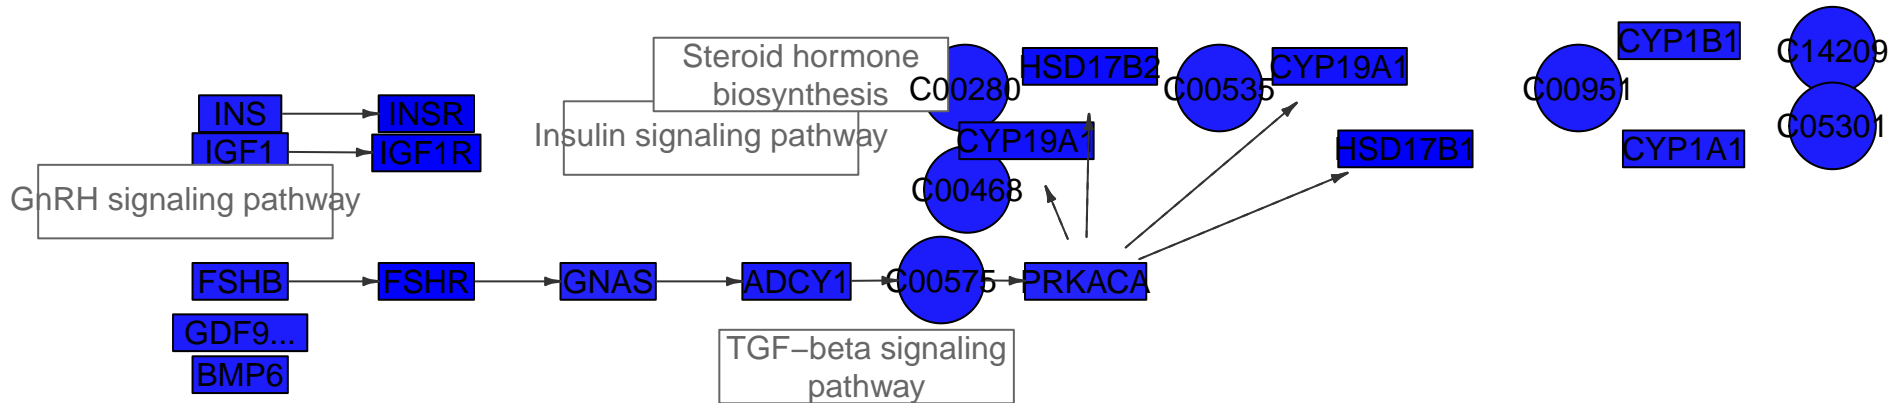 Steroid hormone
biosynthesis
C00280
HSD17B2
C00535
CYP19A1
C00951
CYP1B1
C14209
INS
INSR
Insulin signaling pathway
CYP19A1
HSD17B1
CYP1A1
C05301
IGF1
IGF1R
GnRH signaling pathway
C00468
FSHB
FSHR
GNAS
ADCY1
C00575
PRKACA
GDF9...
BMP6
TGF−beta signaling
pathway